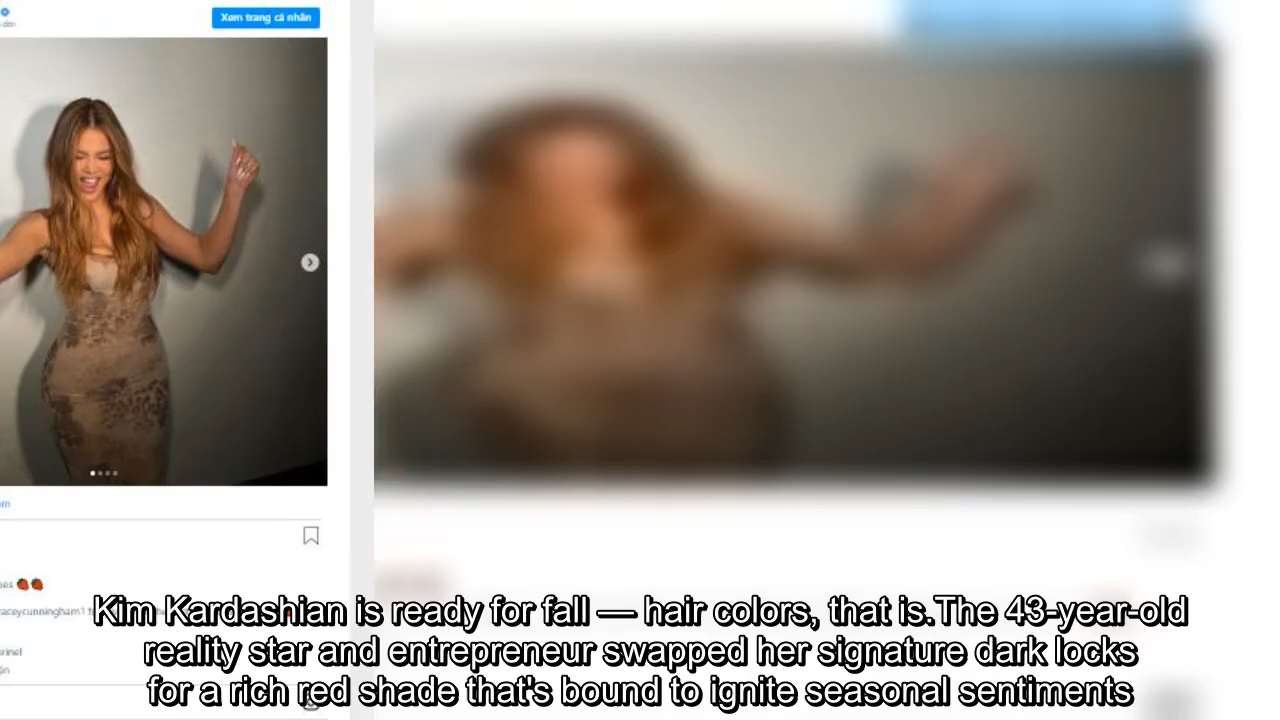 Xem trang cá nhân
Kim Kardashian is ready for fall — hair colors, that is.The 43-year-old
reality star and entrepreneur swapped her signature dark locks
for a rich red shade that's bound to ignite seasonal sentiments